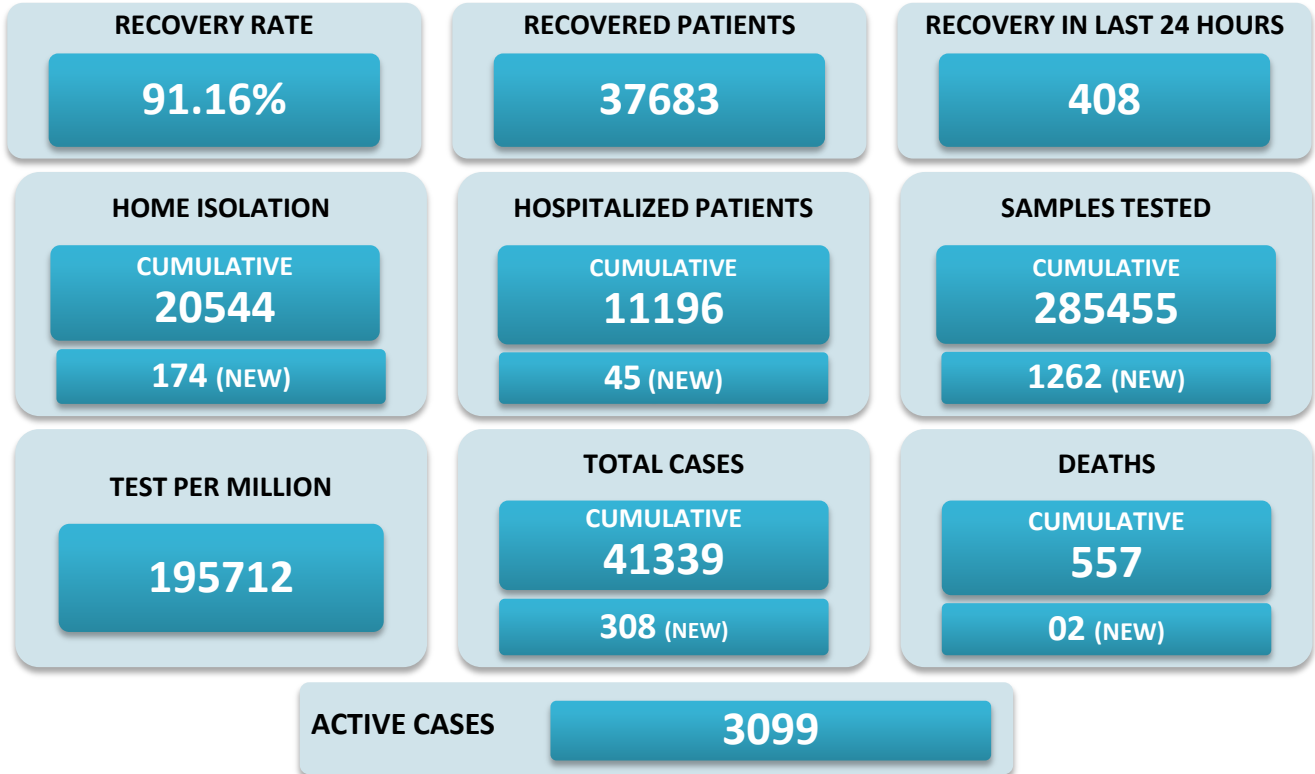 RECOVERY RATE
91.16%
RECOVERED PATIENTS
37683
RECOVERY IN LAST 24 HOURS
408
HOME ISOLATION
CUMULATIVE
20544
174 (NEW)
HOSPITALIZED PATIENTS
CUMULATIVE
11196
45 (NEW)
SAMPLES TESTED
CUMULATIVE
285455
1262 (NEW)
TEST PER MILLION
195712
TOTAL CASES
CUMULATIVE
41339
308 (NEW)
DEATHS
CUMULATIVE
557
02 (NEW)
ACTIVE CASES
3099